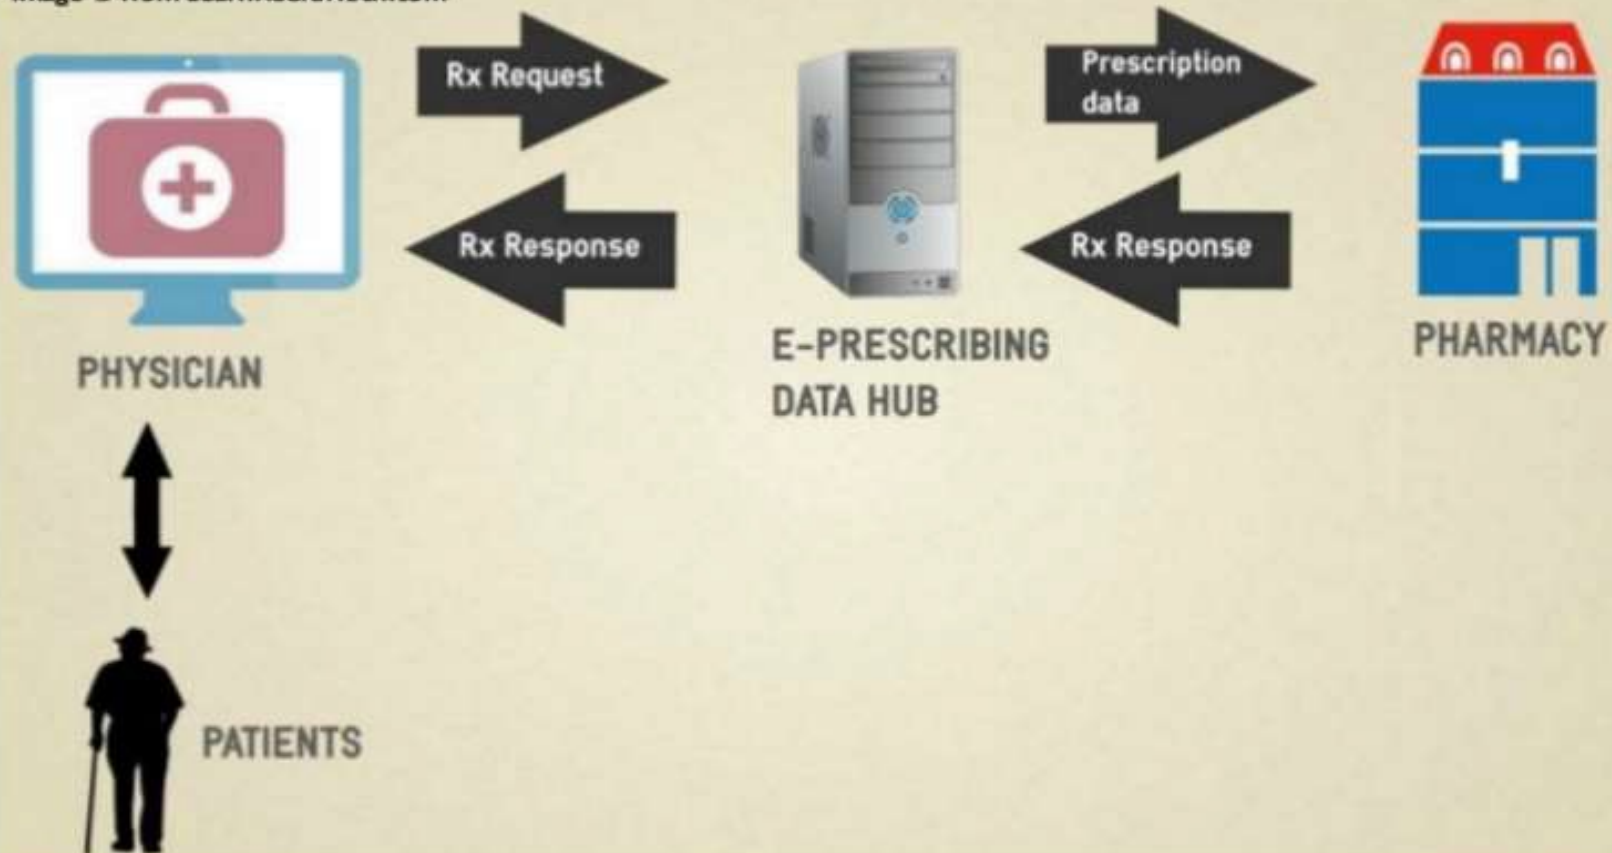 Rx Request
Prescription
data
Rx Response
Rx Response
PHYSICIAN
E-PRESCRIBING
DATA HUB
PHARMACY
PATIENTS